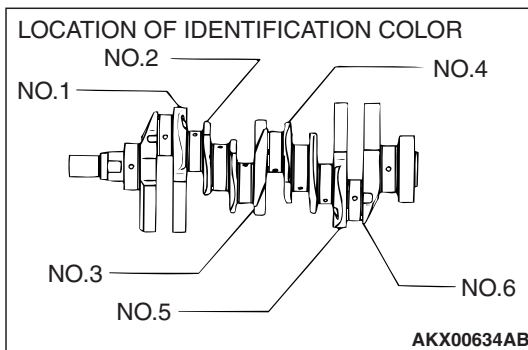 LOCATION OF IDENTIFICATION COLOR
NO.2
NO.4
NO.1
NO.3
NO.5
NO.6
AKX00634AB